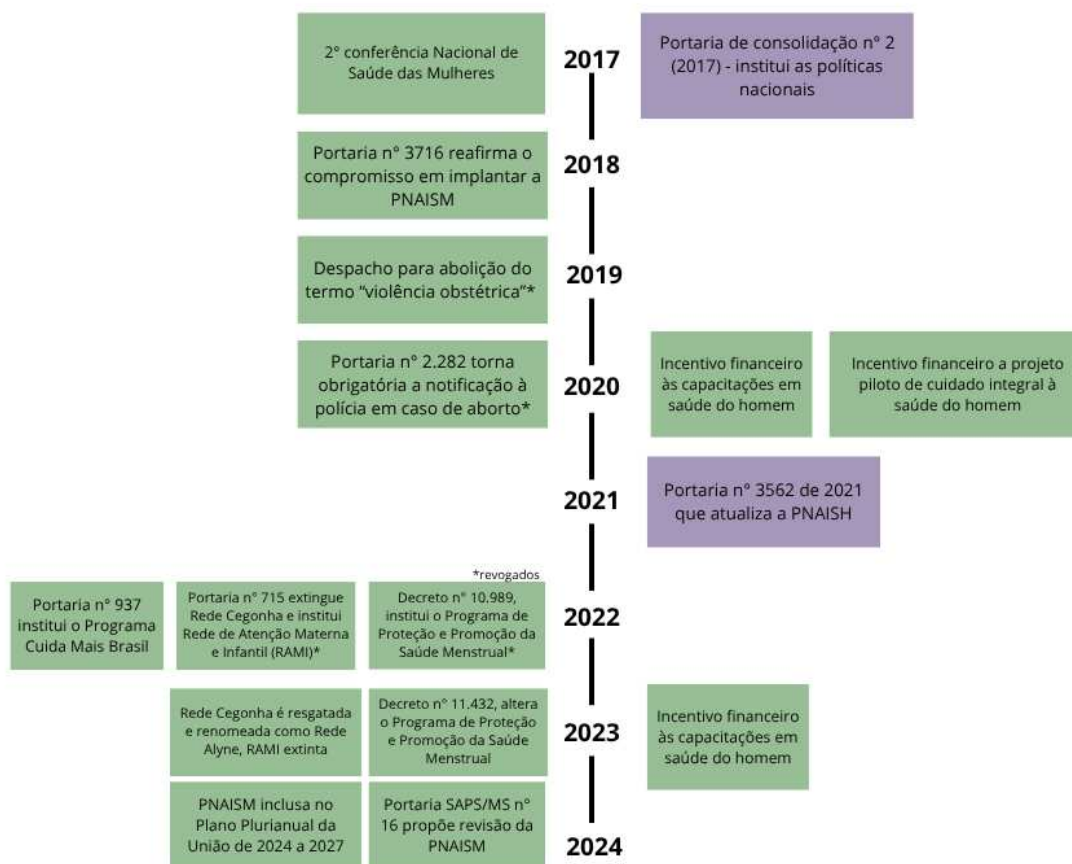 2° conferência Nacional de
Saúde das Mulheres
2017
Portaria de consolidação n° 2
(2017) - institui as políticas
nacionais
Portaria n° 3716 reafirma o
compromisso em implantar a
PNAISM
2018
Despacho para abolição do
termo “violência obstétrica”*
2019
Portaria n° 2.282 torna
obrigatória a notificação à
polícia em caso de aborto*
2020
Incentivo financeiro
às capacitações em
saúde do homem
Incentivo financeiro a projeto
piloto de cuidado integral à
saúde do homem
2021
Portaria n° 3562 de 2021
que atualiza a PNAISH
*revogados
Portaria n° 937
institui o Programa
Cuida Mais Brasil
Portaria n° 715 extingue
Rede Cegonha e institui
Rede de Atenção Materna
e Infantil (RAMI)*
Decreto n° 10.989,
institui o Programa de
Proteção e Promoção da
Saúde Menstrual*
2022
Rede Cegonha é resgatada
e renomeada como Rede
Alyne, RAMI extinta
Decreto n° 11.432, altera
o Programa de Proteção
e Promoção da Saúde
Menstrual
2023
Incentivo financeiro
às capacitações em
saúde do homem
PNAISM inclusa no
Plano Plurianual da
União de 2024 a 2027
Portaria SAPS/MS n°
16 propõe revisão da
PNAISM
2024